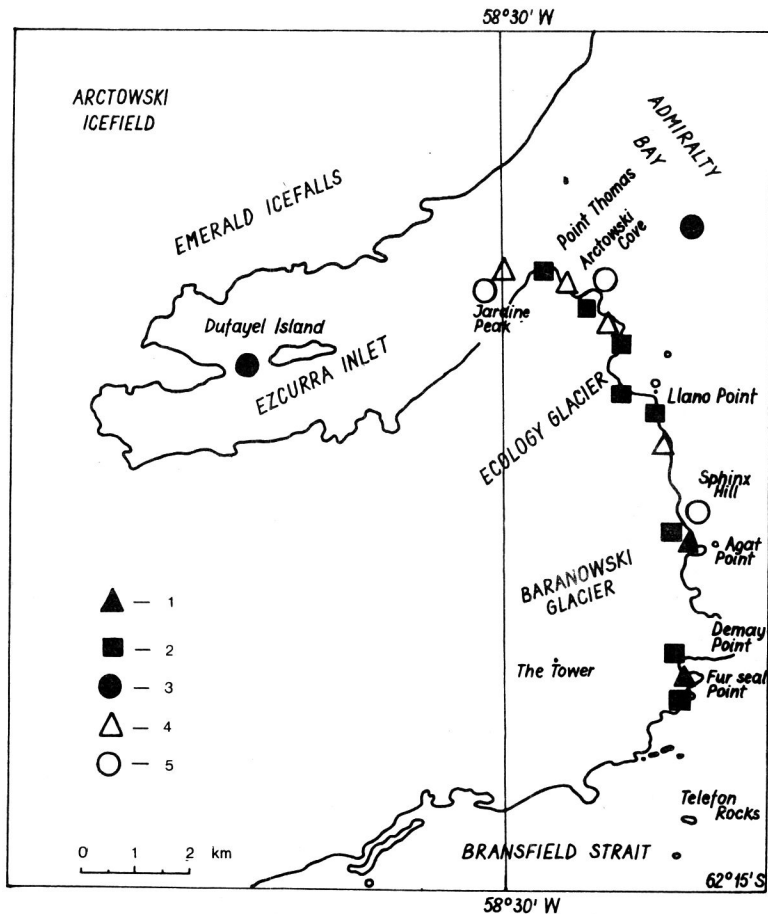 58°30' W
ARCTOWSKI
ICEFIELD
ADMIRALTY
BAY
EMERALD ICEFALLS
Point Thomas
Arctowski
Cove
Jardine
Peak
Dufayel Island
EZCURRA INLET
Llano Point
ECOLOGY GLACIER
Sphinx
Hill
Agat
Point
BARANOWSKI
GLACIER
Demay
Point
The Tower
Fur seal
Point
— 1
— 2
— 3
— 4
— 5
Telefon
Rocks
0 1 2 km
BRANSFIELD STRAIT
62°15' S
58°30' W